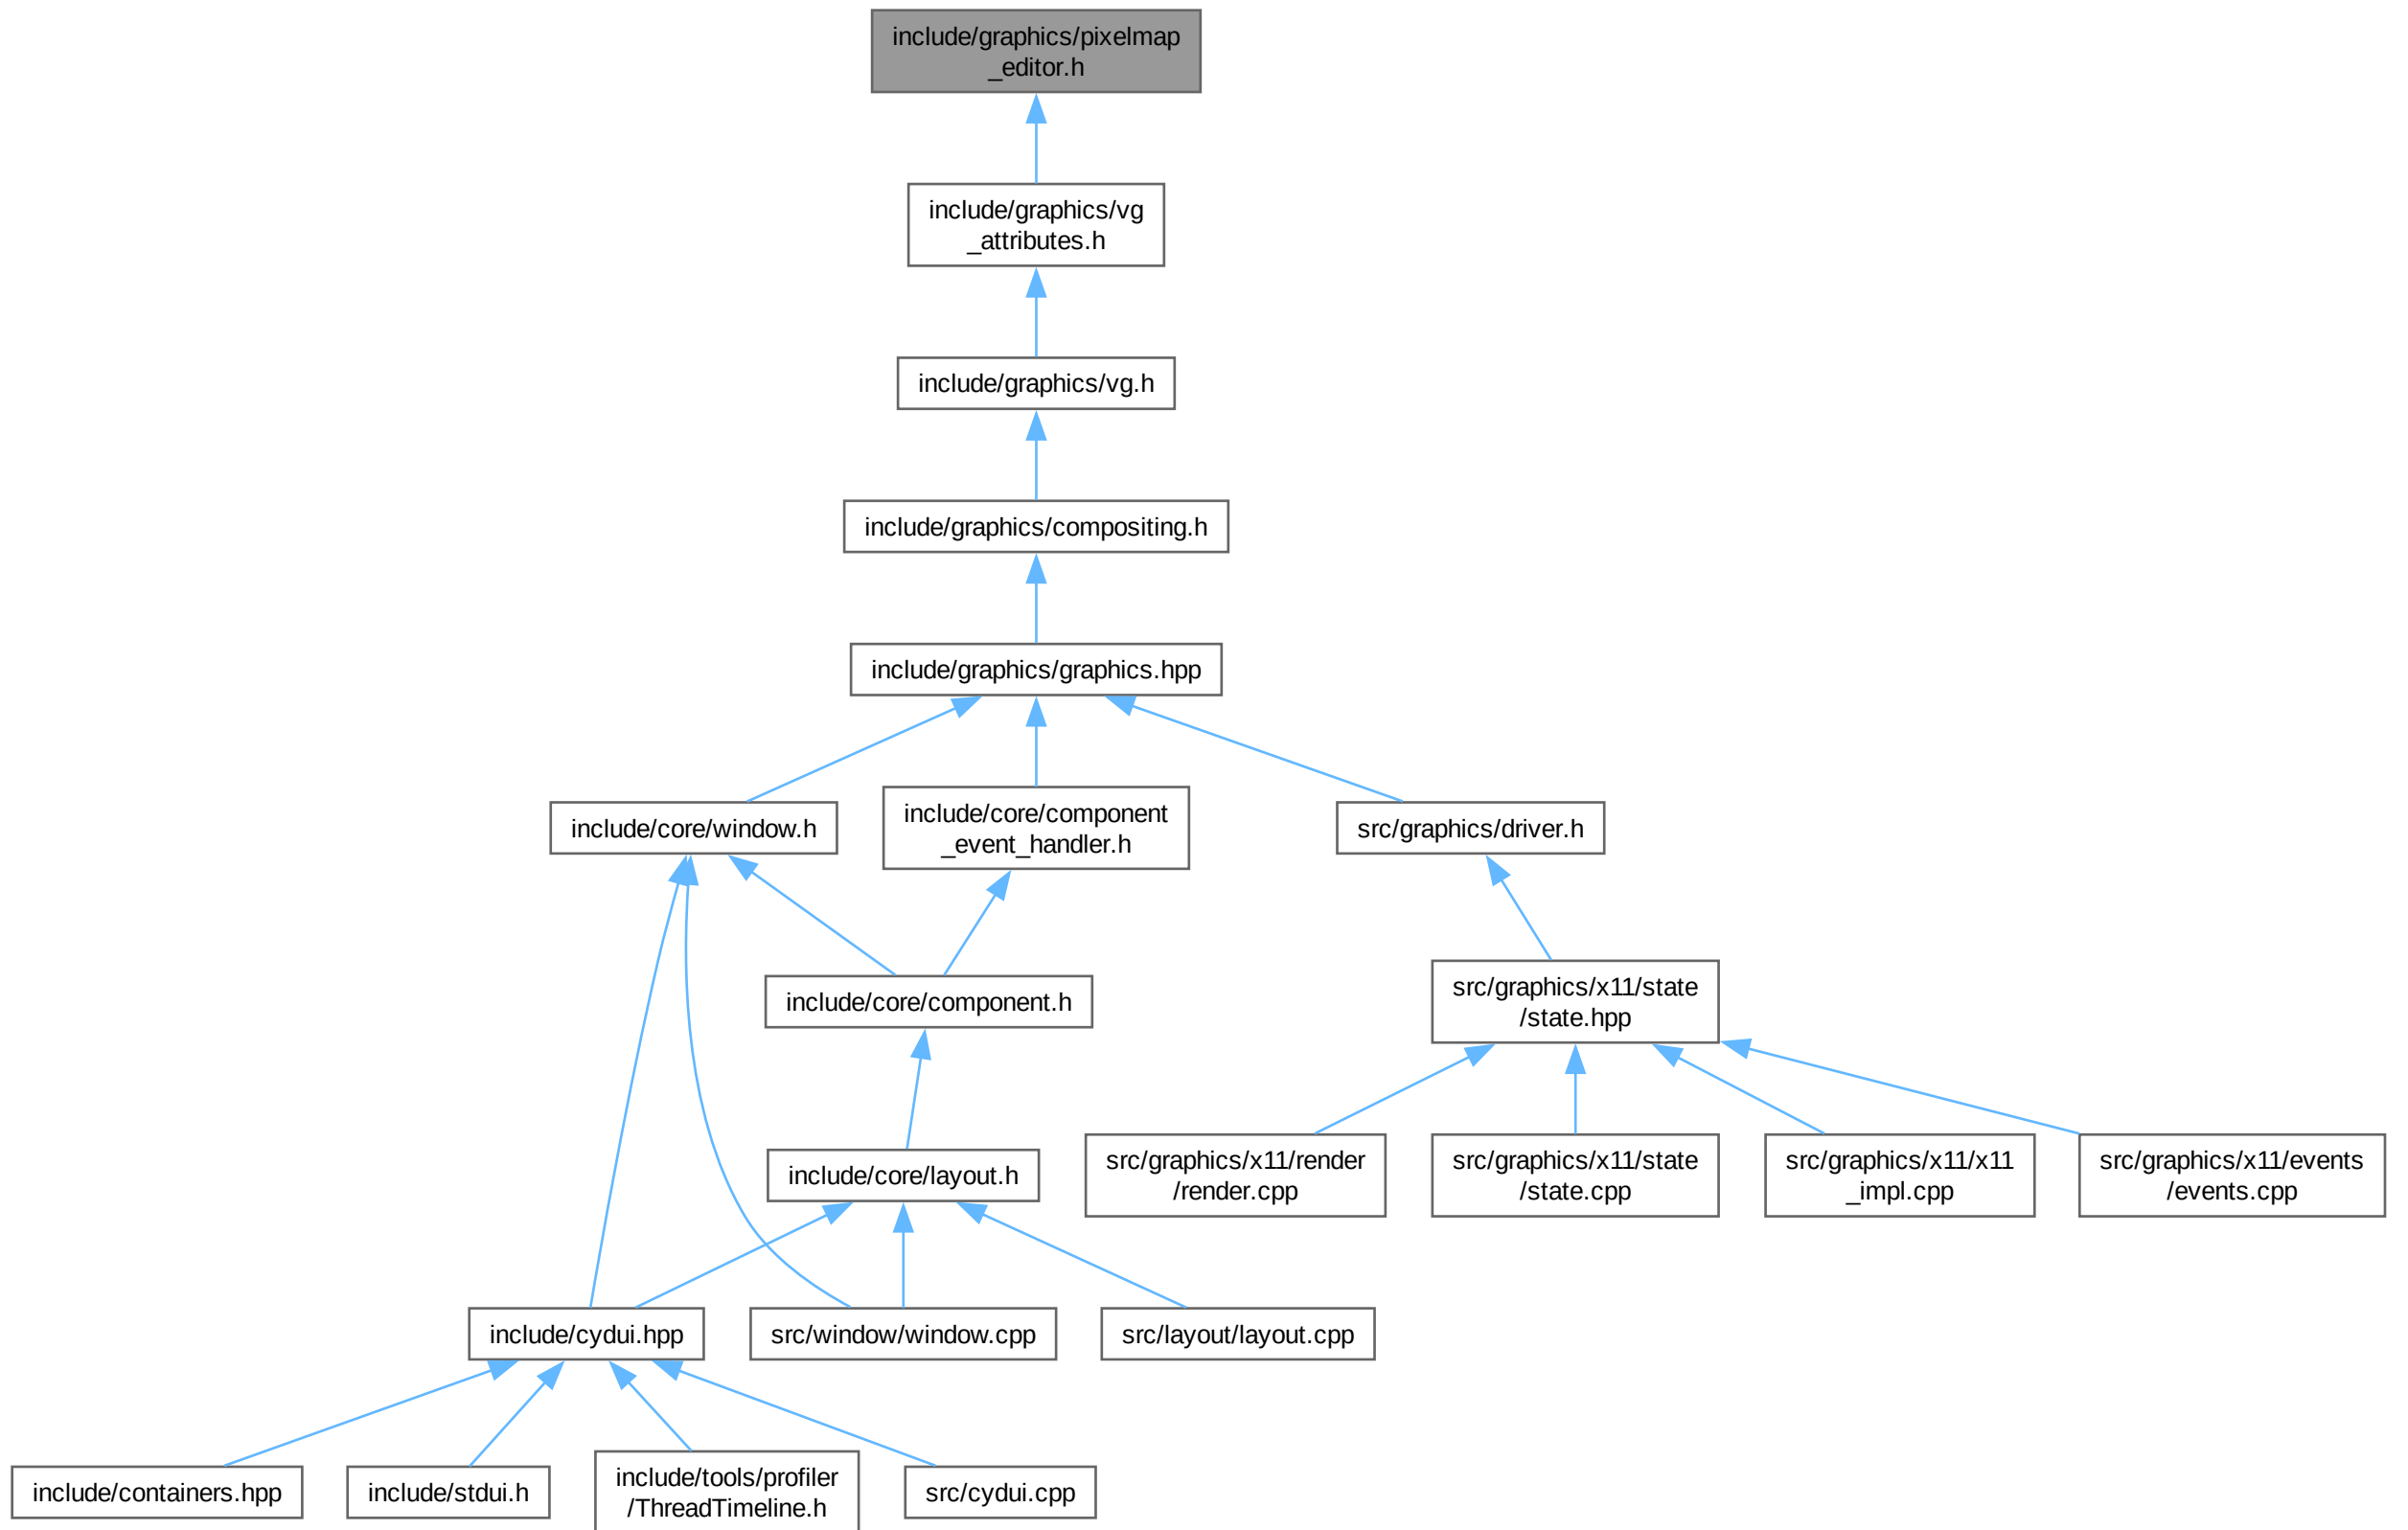 include/graphics/pixelmap
_editor.h
include/graphics/vg
_attributes.h
include/graphics/vg.h
include/graphics/compositing.h
include/graphics/graphics.hpp
include/core/window.h
include/core/component
_event_handler.h
src/graphics/driver.h
include/core/component.h
src/graphics/x11/state
/state.hpp
include/core/layout.h
src/graphics/x11/render
/render.cpp
src/graphics/x11/state
/state.cpp
src/graphics/x11/x11
_impl.cpp
src/graphics/x11/events
/events.cpp
include/cydui.hpp
src/window/window.cpp
src/layout/layout.cpp
include/containers.hpp
include/stdui.h
include/tools/profiler
/ThreadTimeline.h
src/cydui.cpp